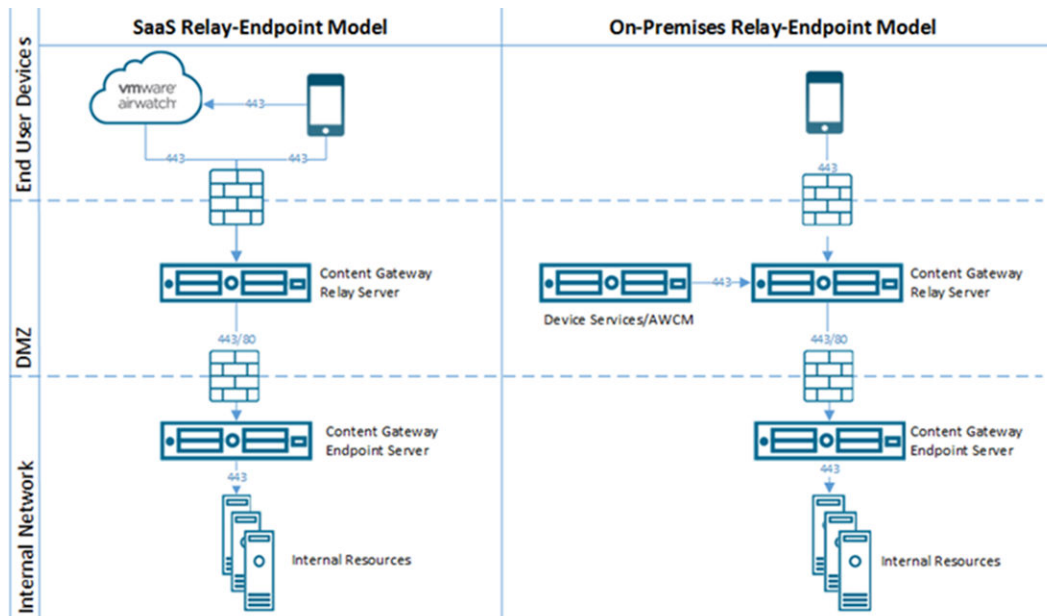 SaaS Relay-Endpoint Model
On-Premises Relay-Endpoint Model
End User Devices
vmware
airwatch
443
443
443
443
DMZ
Content Gateway
Relay Server
443/80
443
Device Services/AWCM
Content Gateway
Relay Server
443/80
Internal Network
Content Gateway
Endpoint Server
443
Internal Resources
Content Gateway
Endpoint Server
443
Internal Resources